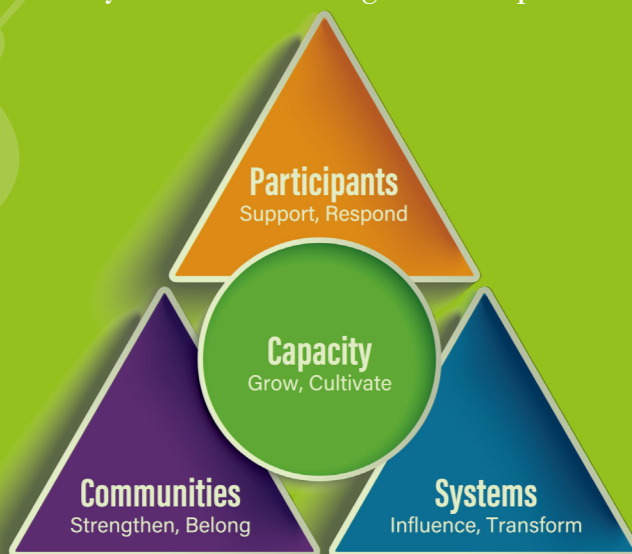 Participants
Support, Respond
Capacity
Grow, Cultivate
Communities
Strengthen, Belong
Systems
Influence, Transform